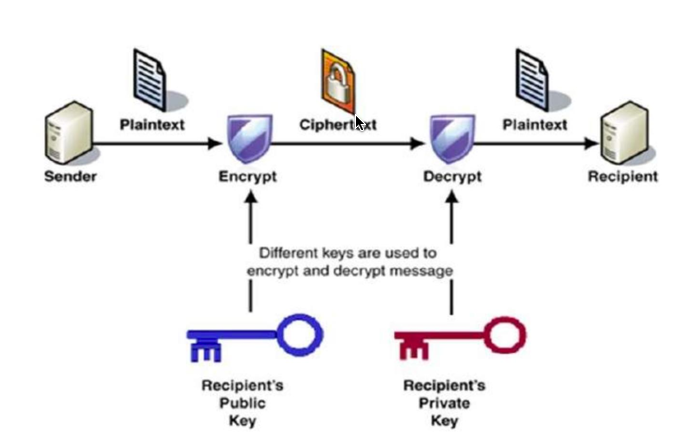 Plaintext
Ciphertext
Plaintext
Sender
Encrypt
Decrypt
Recipient
Different keys are used to
encrypt and decrypt message
Recipient's
Public
Key
Recipient's
Private
Key